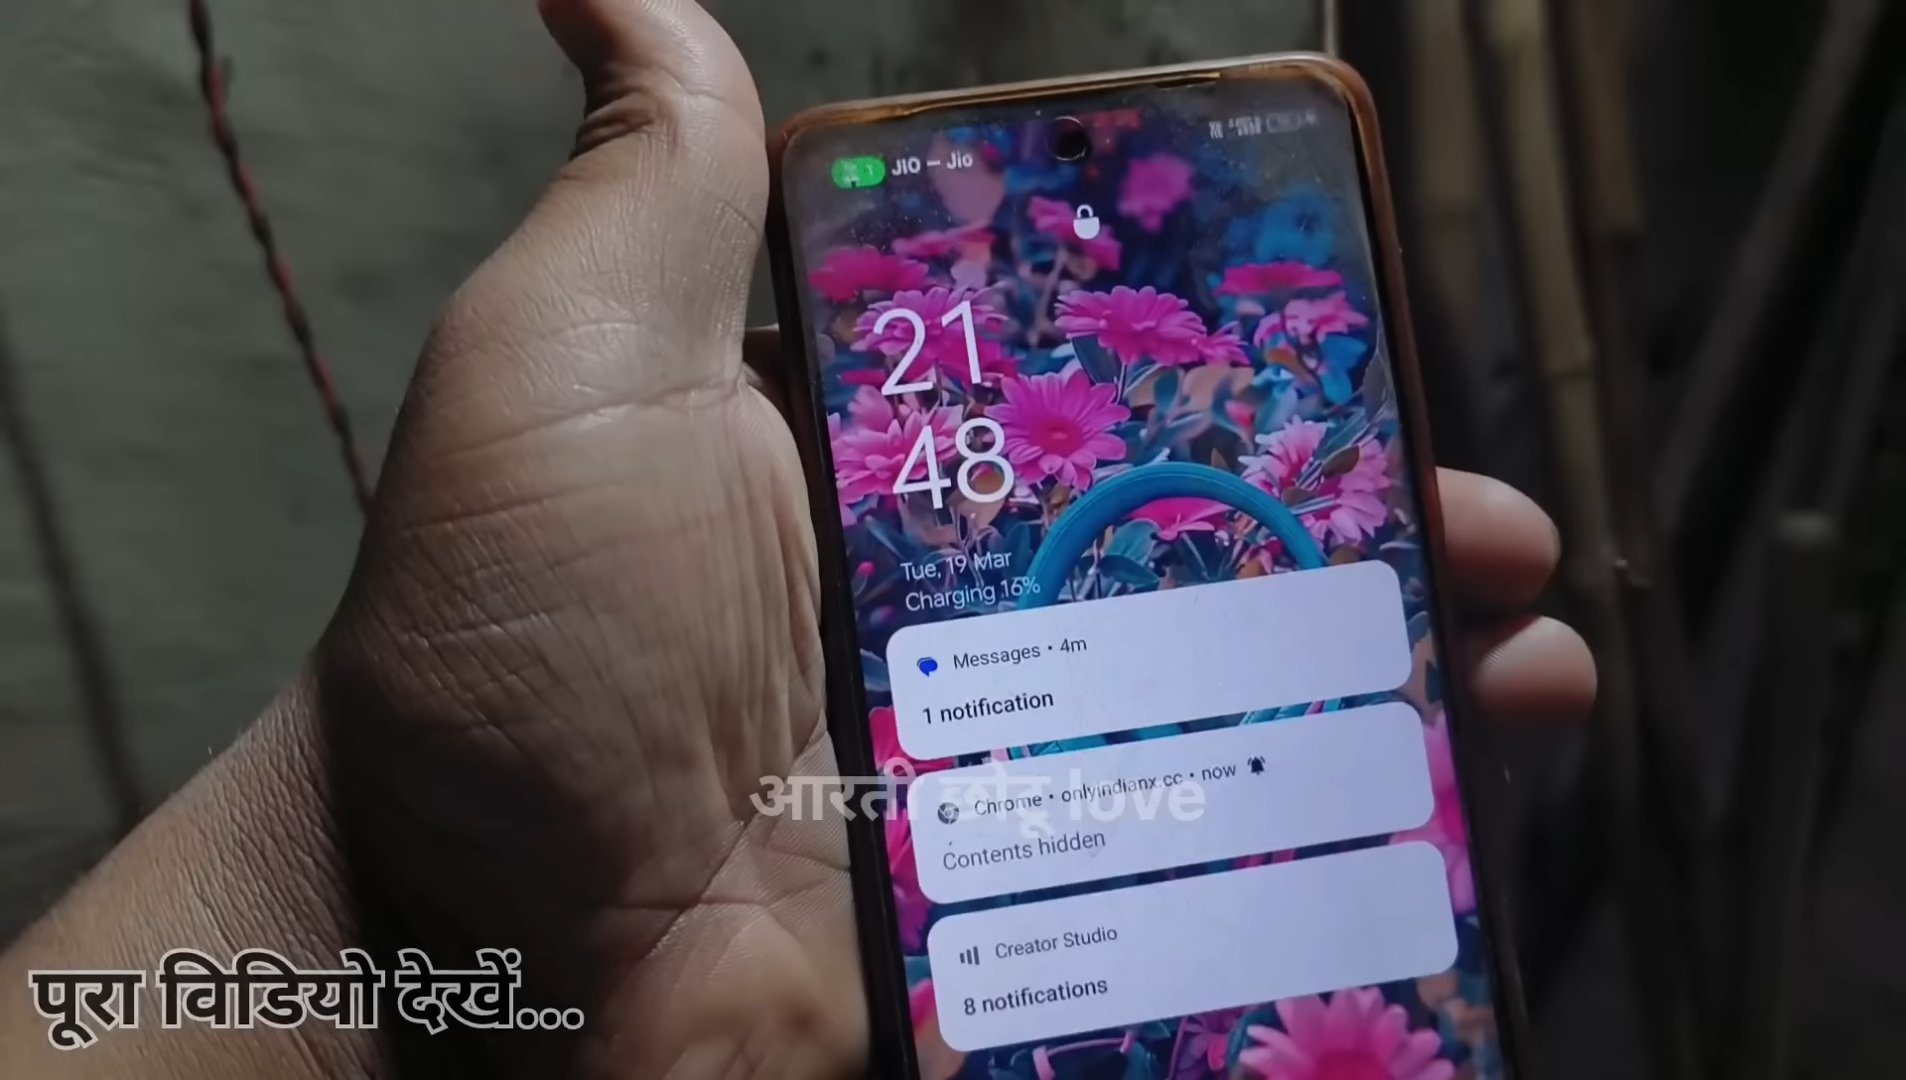 JIO — Jio
21
48
Tue, 19 Mar
Charging 16%
Messages • 4m
1 notification
Chrome • onlyindianx.cc • now
आरती छोटू love
Contents hidden
Creator Studio
8 notifications
पूरा विडियो देखें...